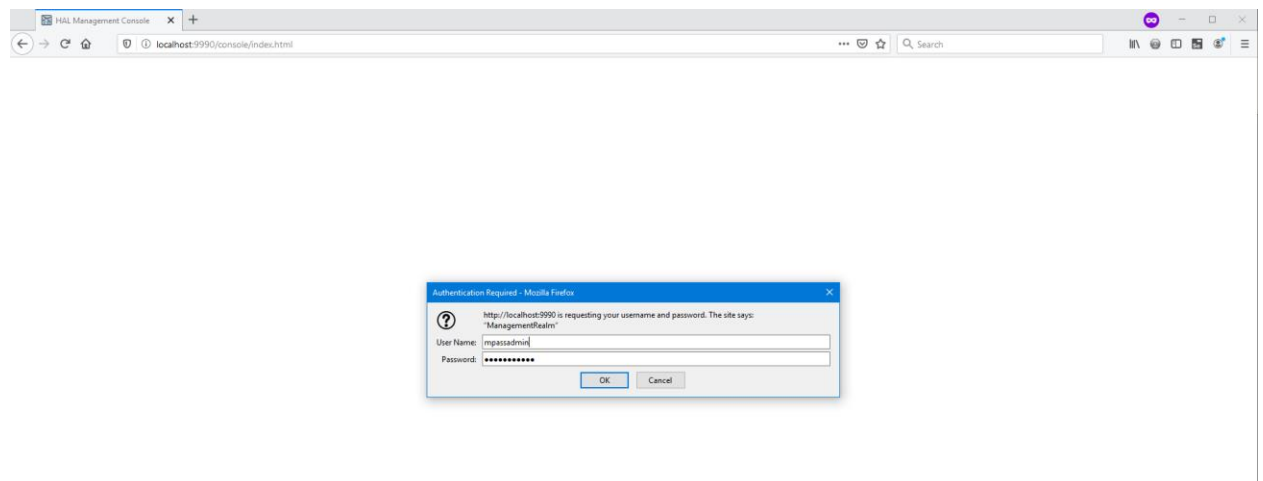 HAL Management Console
localhost:9990/console/index.html
Search
Authentication Required - Mozilla Firefox
http://localhost:9990 is requesting your username and password. The site says:
"ManagementRealm"
User Name: mpassadmin
Password: •••••••••••
OK Cancel